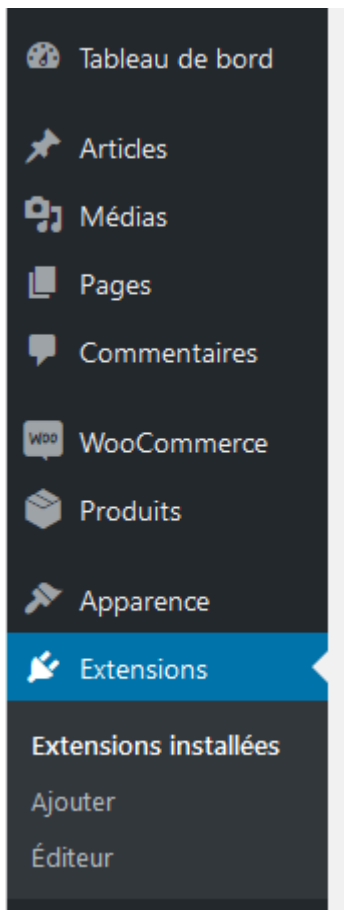 Tableau de bord
Articles
Médias
Pages
Commentaires
Woo WooCommerce
Produits
Apparence
Extensions
Extensions installées
Ajouter
Éditeur